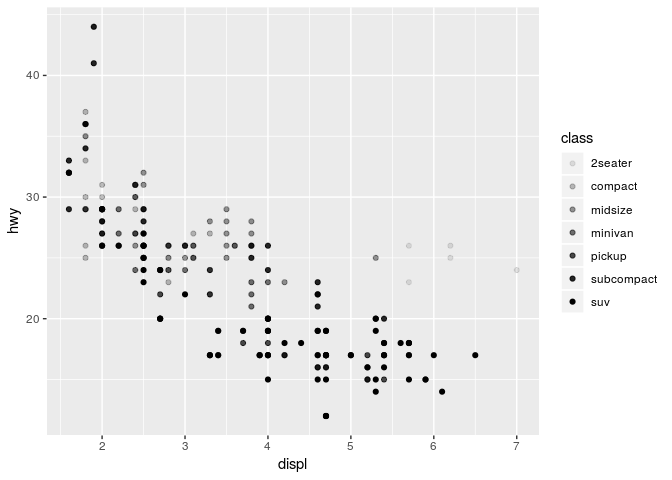 40
30
20
hwy
2
3
4
5
6
7
displ
class
2seater
compact
midsize
minivan
pickup
subcompact
suv